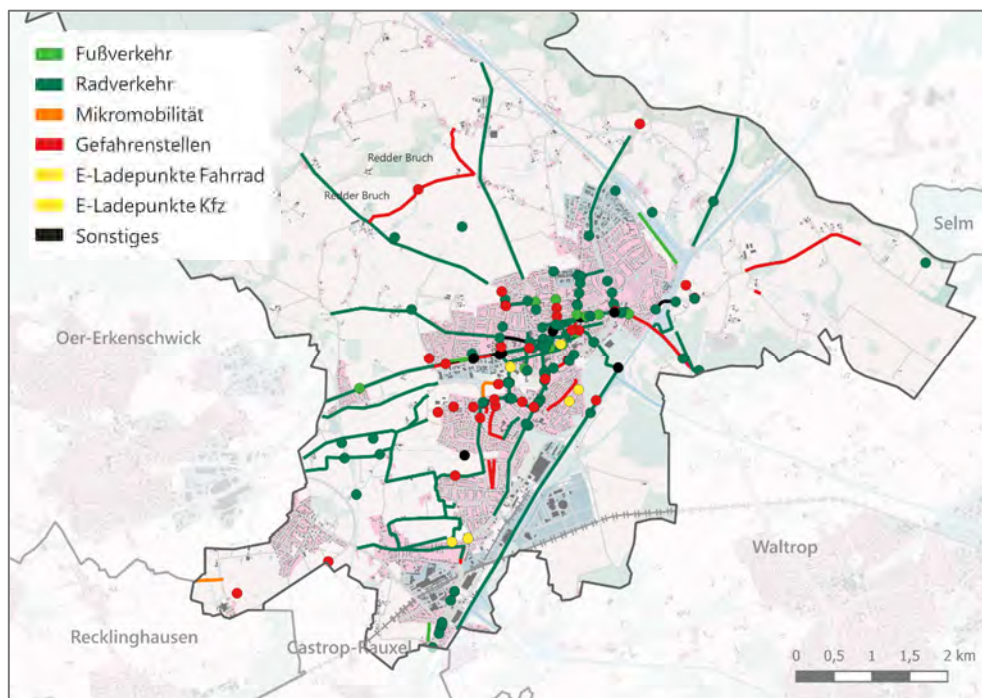 Fußverkehr
Radverkehr
Mikromobilität
Gefahrenstellen
E-Ladepunkte Fahrrad
E-Ladepunkte Kfz
Sonstiges
Redder Bruch
Redder Bruch
Selm
Oer-Erkenschwick
Waltrop
Recklinghausen
Castrop-Rauxel
0 0,5 1 1,5 2 km